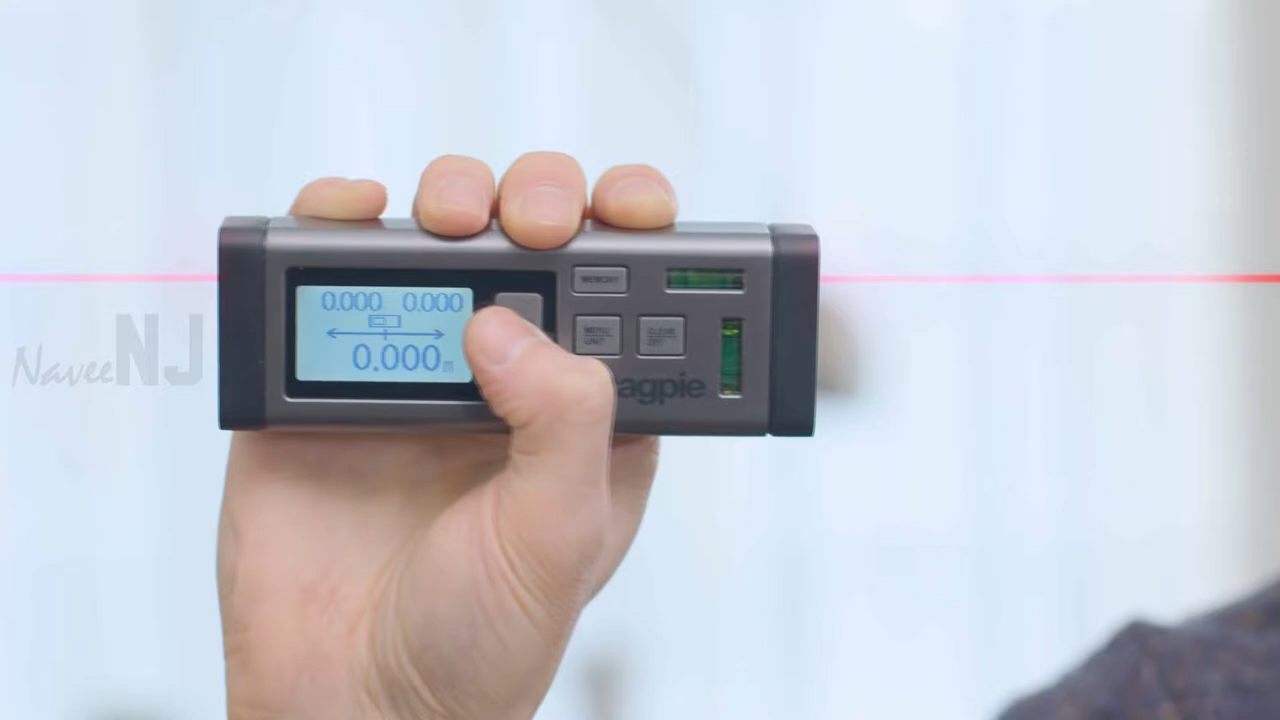 0.000 0.000
0.000m
MEMORY
MENU
UNIT
CLEAR
OFF
agpie
NaveeNJ